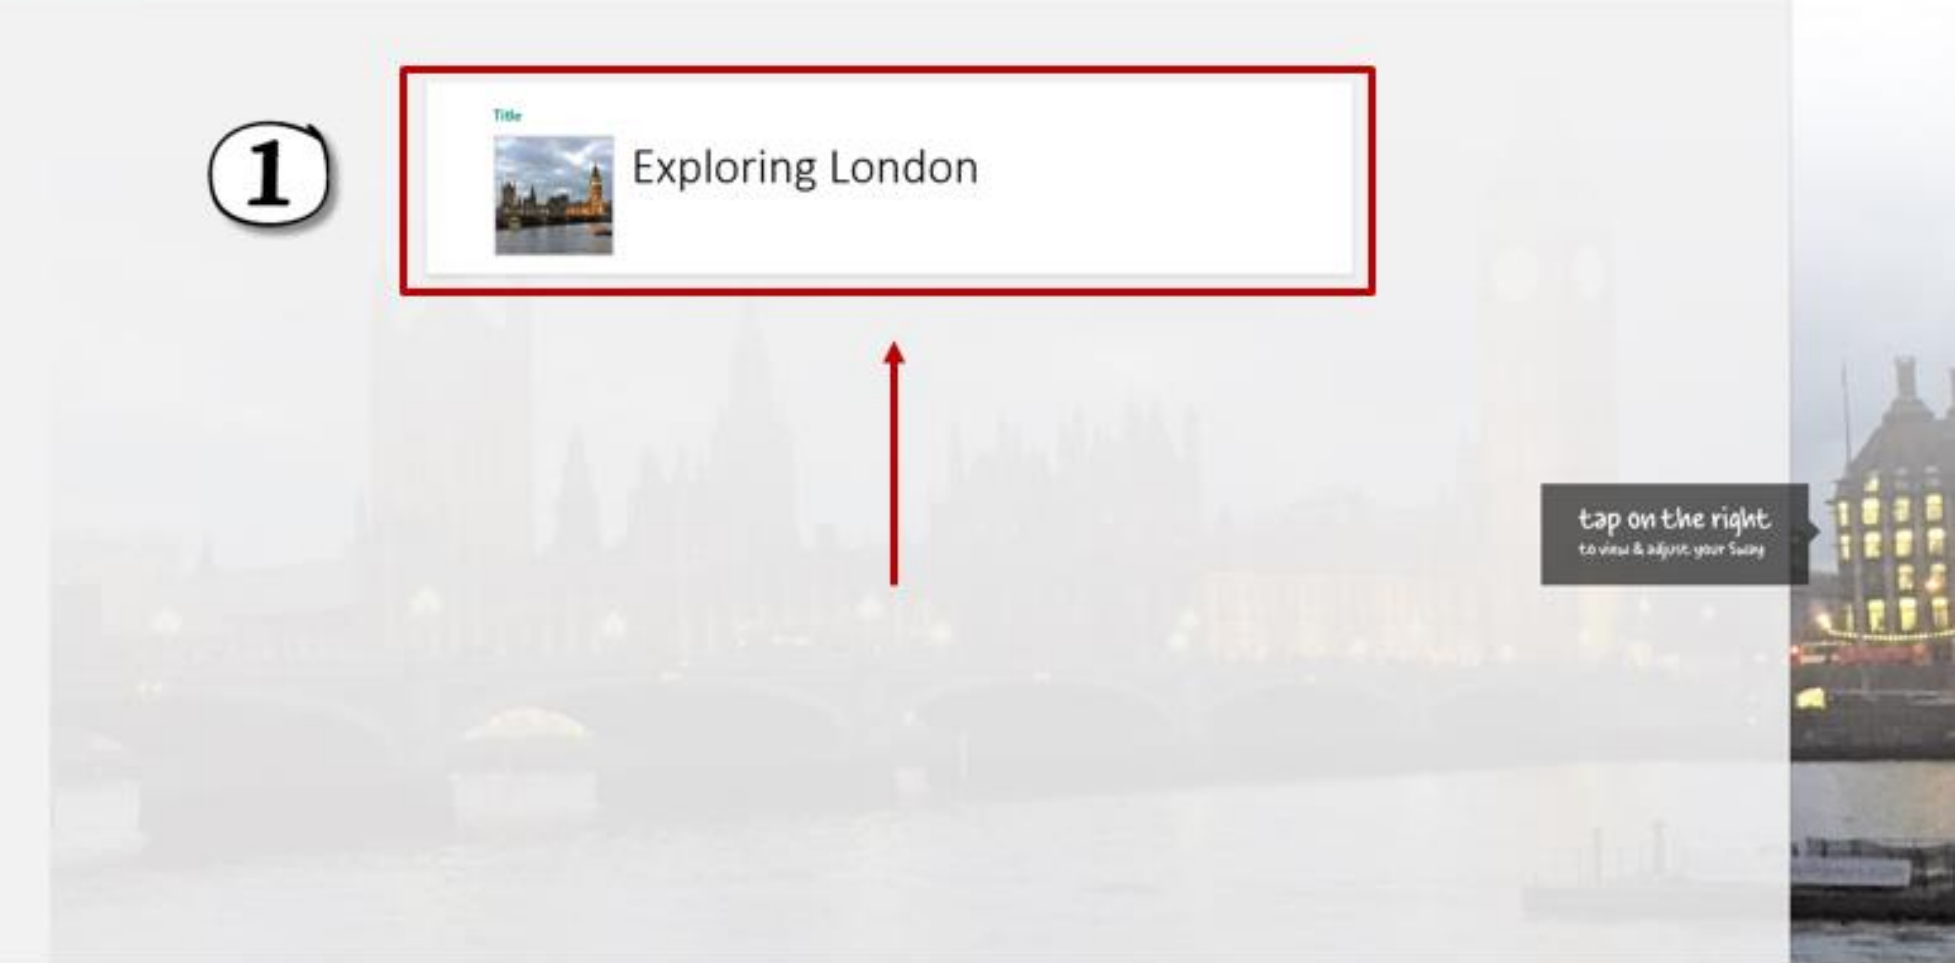 1
Title
Exploring London
tap on the right
to view & adjust your Sway